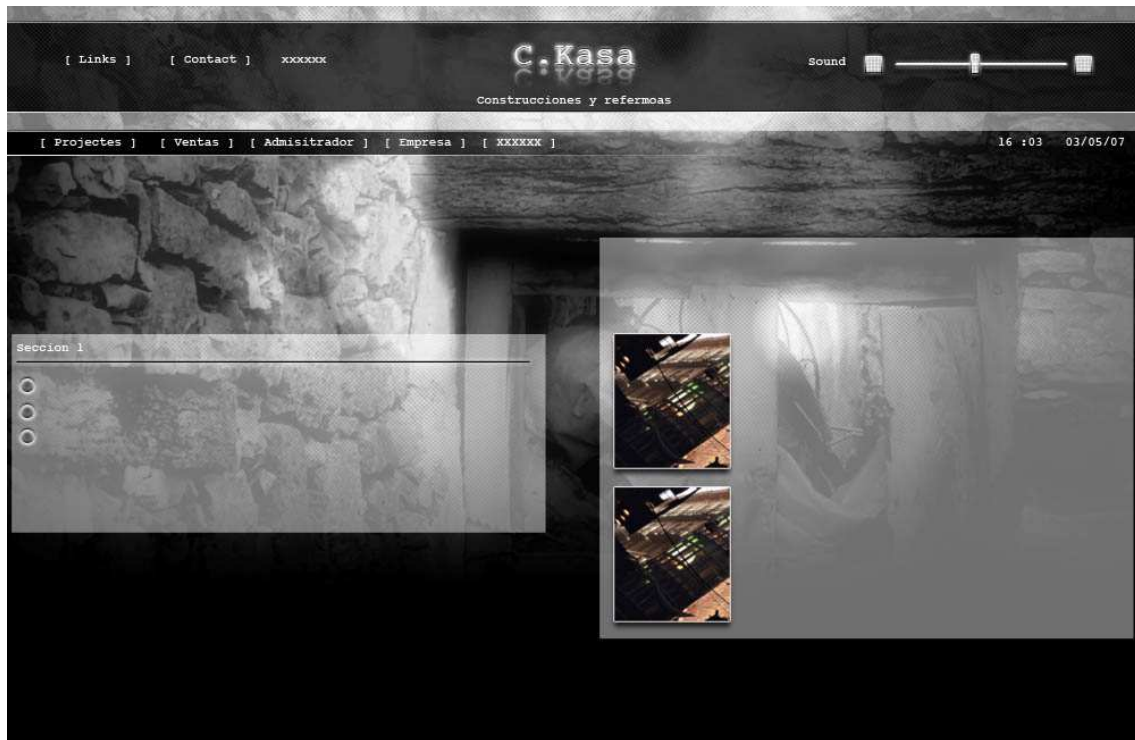 [ Links ] [ Contact ] xxxxxx
C.Kasa
Sound
Construcciones y refermoas
[ Projectes ] [ Ventas ] [ Admisitrador ] [ Empresa ] [ XXXXXX ]
16 :03 03/05/07
Seccion 1